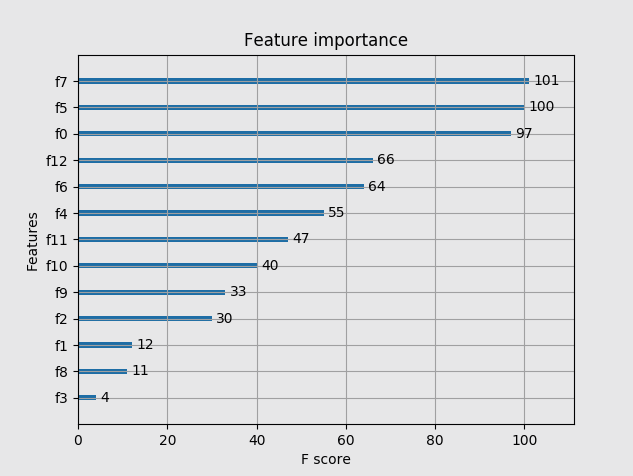 Feature importance
f7 101
f5 100
f0 97
f12 66
f6 64
f4 55
f11 47
f10 40
f9 33
f2 30
f1 12
f8 11
f3 4
Features
0 20 40 60 80 100
F score